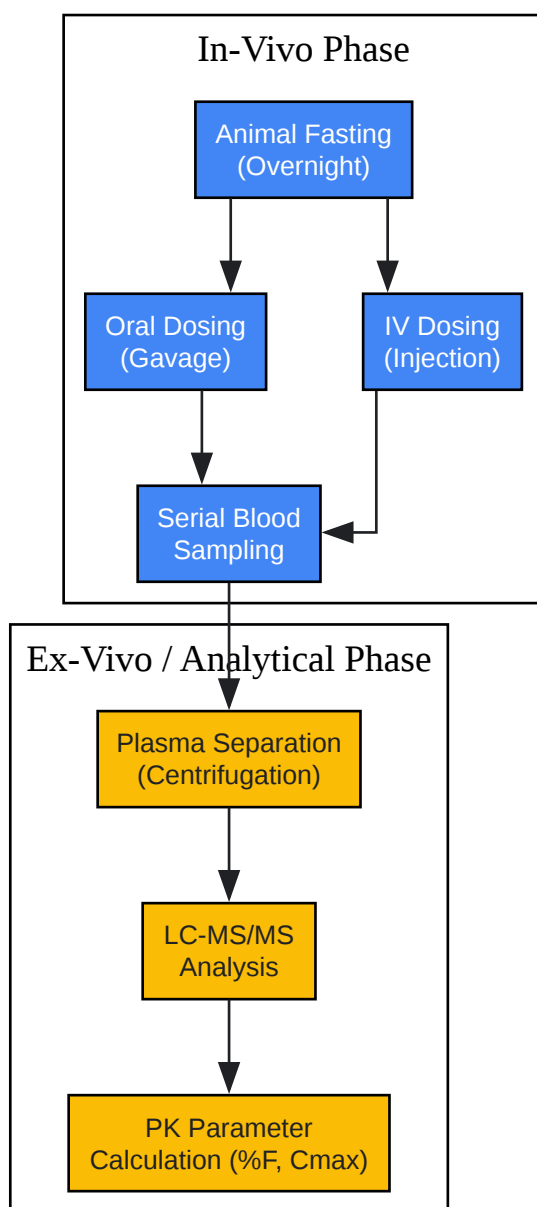 In-Vivo Phase
Animal Fasting
(Overnight)
Oral Dosing
(Gavage)
IV Dosing
(Injection)
Serial Blood
Sampling
Ex-Vivo / Analytical Phase
Plasma Separation
(Centrifugation)
LC-MS/MS
Analysis
PK Parameter
Calculation (%F, Cmax)